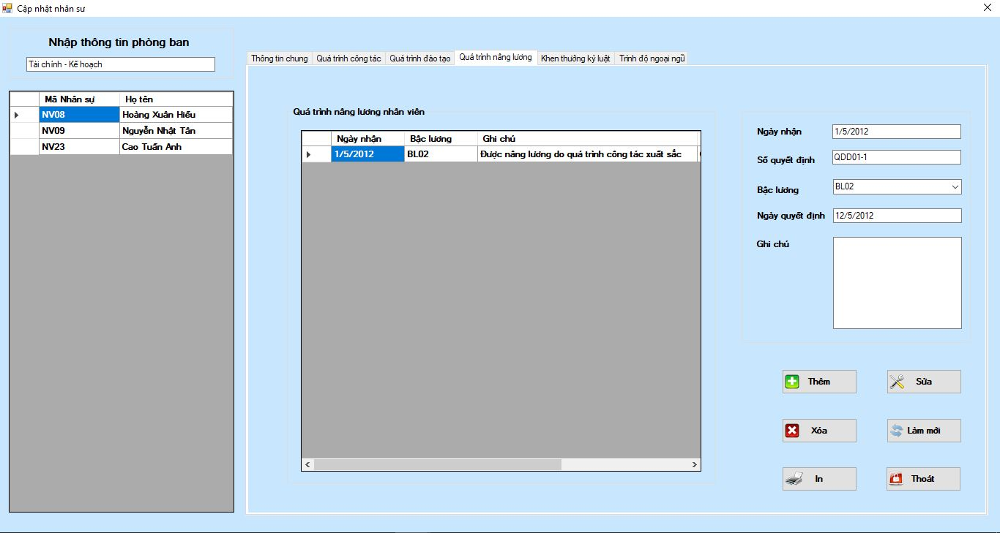 Cập nhật nhân sư
Nhập thông tin phòng ban
Tài chính - Kế hoạch
Mã Nhân sự Họ tên
NV08 Hoàng Xuân Hiếu
NV09 Nguyễn Nhật Tân
NV23 Cao Tuấn Anh
Thông tin chung Quá trình công tác Quá trình đào tạo Quá trình nâng lương Khen thưởng kỷ luật Trình độ ngoại ngữ
Quá trình nâng lương nhân viên
Ngày nhận Bậc lương Ghi chú
1/5/2012 BL02 Được nâng lương do quá trình công tác xuất sắc
Ngày nhận 1/5/2012
Số quyết định QDD01-1
Bậc lương BL02
Ngày quyết định 12/5/2012
Ghi chú
Thêm Sửa
Xóa Làm mới
In Thoát